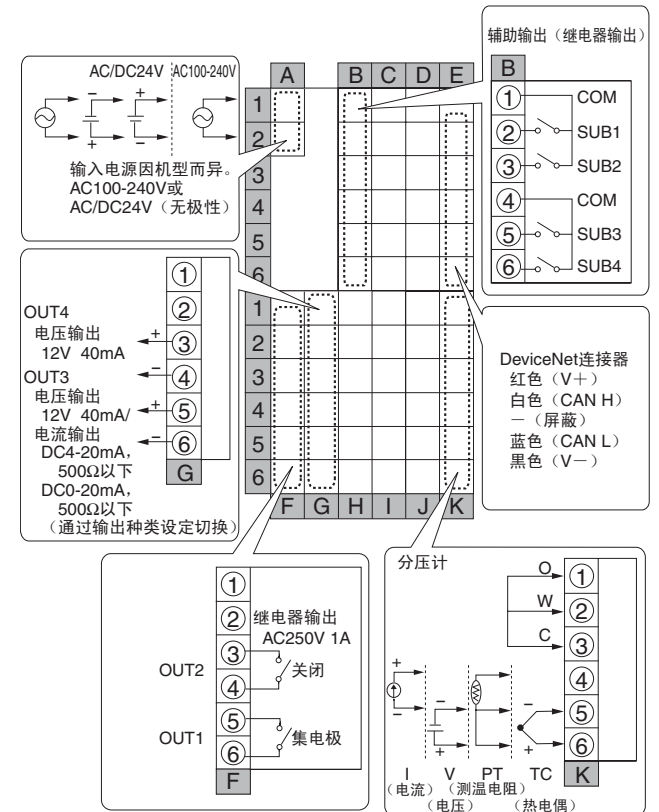 AC/DC24V AC100-240V
输入电源因机型而异。
AC100-240V或
AC/DC24V（无极性）
A B C D E
1
2
3
4
5
6
1
2
3
4
5
6
F G H I J K
辅助输出（继电器输出）
B
① COM
② SUB1
③ SUB2
④ COM
⑤ SUB3
⑥ SUB4
①
②
③
④
⑤
⑥
G
OUT4
电压输出
12V 40mA
OUT3
电压输出
12V 40mA/
电流输出
DC4-20mA，
500Ω以下
DC0-20mA，
500Ω以下
（通过输出种类设定切换）
+
−
+
−
DeviceNet连接器
红色（V＋）
白色（CAN H）
－（屏蔽）
蓝色（CAN L）
黑色（V－）
①
② 继电器输出
AC250V 1A
OUT2 ③ 关闭
④
OUT1 ⑤ 集电极
⑥
F
分压计
O ①
W ②
C ③
④
⑤
⑥
K
I V PT TC
（电流） （测温电阻）
（电压） （热电偶）